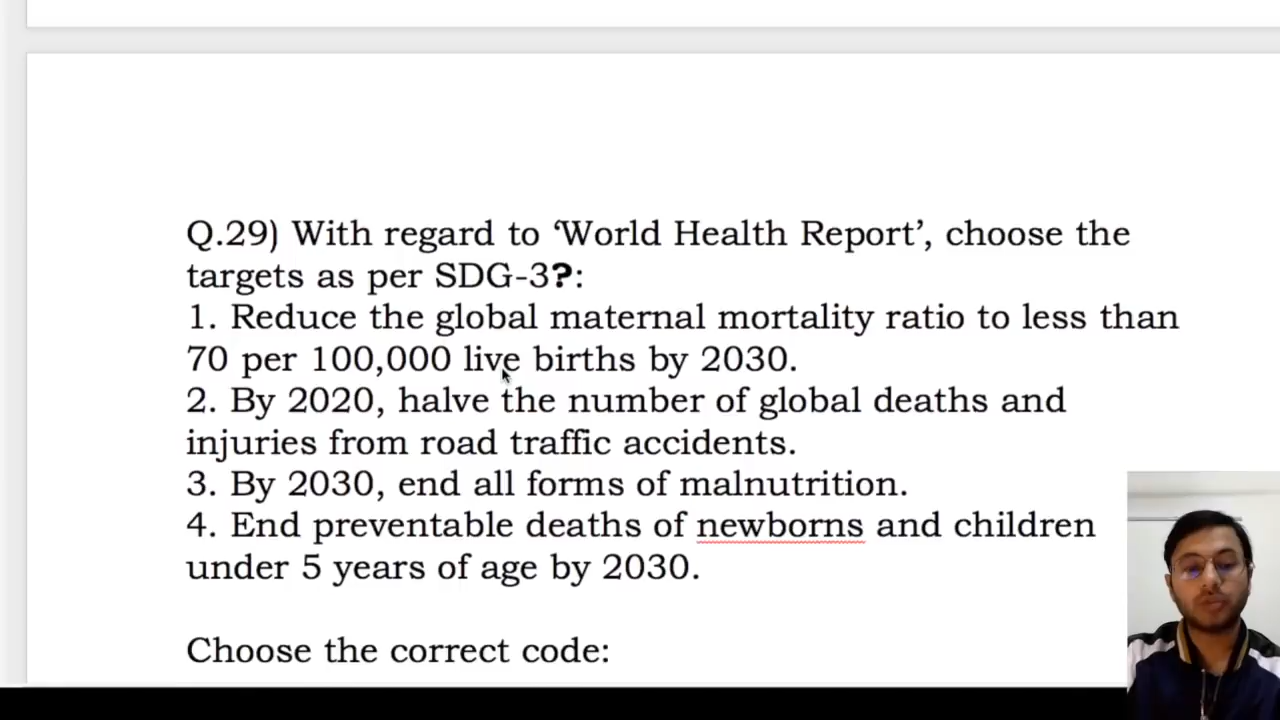 Q.29) With regard to ‘World Health Report’, choose the
targets as per SDG-3?:
1. Reduce the global maternal mortality ratio to less than
70 per 100,000 live births by 2030.
2. By 2020, halve the number of global deaths and
injuries from road traffic accidents.
3. By 2030, end all forms of malnutrition.
4. End preventable deaths of newborns and children
under 5 years of age by 2030.
Choose the correct code: